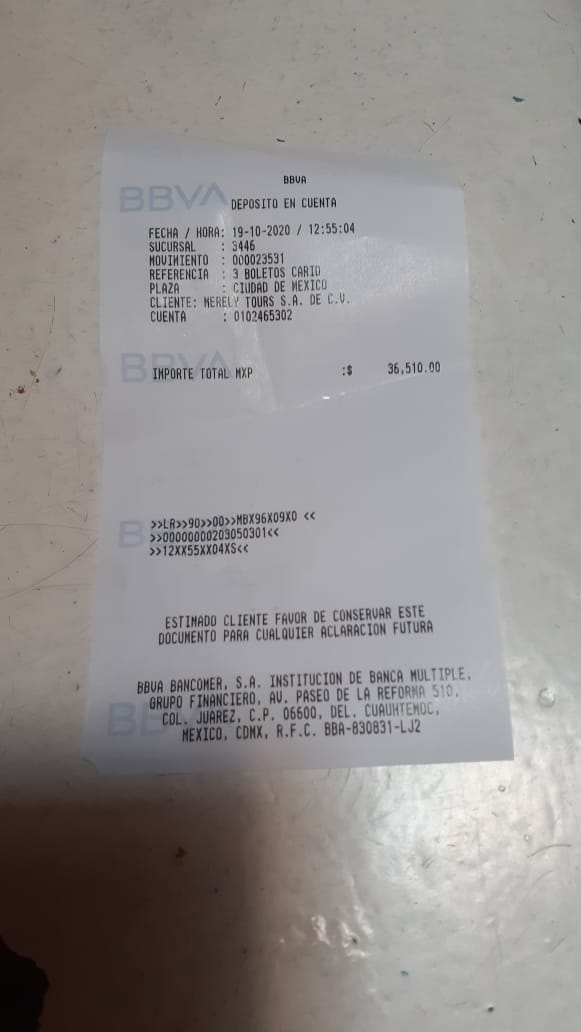 BBVA
BBVA
DEPOSITO EN CUENTA
FECHA / HORA: 19-10-2020 / 12:55:04
SUCURSAL : 3446
MOVIMIENTO : 000023531
REFERENCIA : 3 BOLETOS CARIO
PLAZA : CIUDAD DE MEXICO
CLIENTE: MERELY TOURS S.A. DE C.V.
CUENTA : 0102465302
BBVA
IMPORTE TOTAL MXP :$ 36,510.00
B
>>LR>>90>>00>>MBX96X09X0 <<
>>00000000203050301<<
>>12XX55XX04XS<<
ESTIMADO CLIENTE FAVOR DE CONSERVAR ESTE
DOCUMENTO PARA CUALQUIER ACLARACION FUTURA
BBVA BANCOMER, S.A. INSTITUCION DE BANCA MULTIPLE,
GRUPO FINANCIERO, AV. PASEO DE LA REFORMA 510,
COL. JUAREZ, C.P. 06600, DEL. CUAUHTEMOC,
MEXICO, CDMX, R.F.C. BBA-830831-LJ2